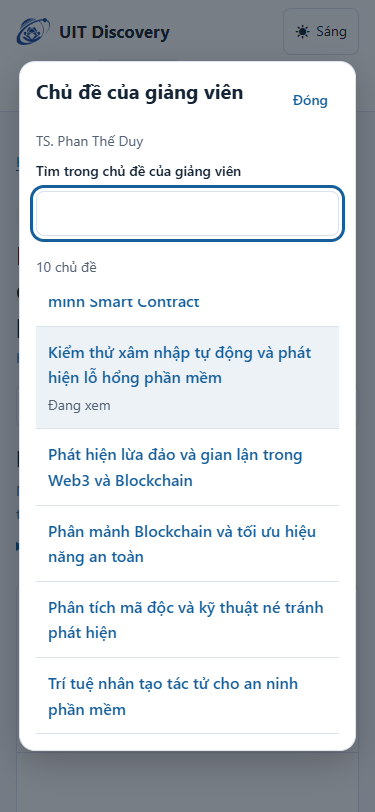 UIT Discovery
Sáng
Chủ đề của giảng viên
Đóng
TS. Phan Thế Duy
Tìm trong chủ đề của giảng viên
10 chủ đề
minh Smart Contract
Kiểm thử xâm nhập tự động và phát
hiện lỗ hổng phần mềm
Đang xem
Phát hiện lừa đảo và gian lận trong
Web3 và Blockchain
Phân mảnh Blockchain và tối ưu hiệu
năng an toàn
Phân tích mã độc và kỹ thuật né tránh
phát hiện
Trí tuệ nhân tạo tác tử cho an ninh
phần mềm